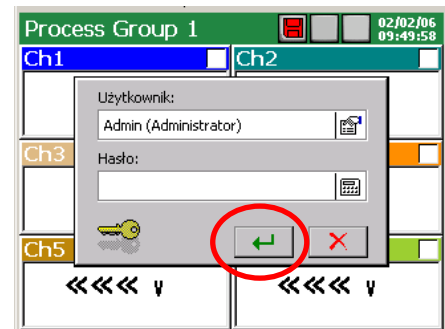 Process Group 1
02/02/06
09:49:58
Ch1
Ch2
Użytkownik:
Admin (Administrator)
Ch3
Hasło:
Ch5
««« V
««« V